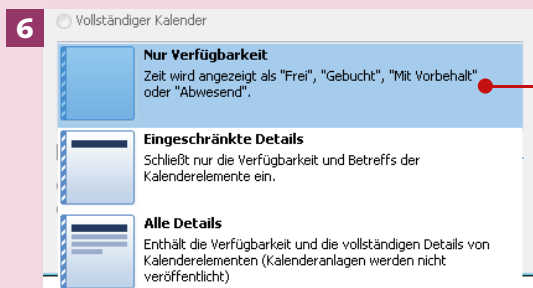 6
Vollständiger Kalender
Nur Verfügbarkeit
Zeit wird angezeigt als "Frei", "Gebucht", "Mit Vorbehalt"
oder "Abwesend".
Eingeschränkte Details
Schließt nur die Verfügbarkeit und Betreffs der
Kalenderelemente ein.
Alle Details
Enthält die Verfügbarkeit und die vollständigen Details von
Kalenderelementen (Kalenderanlagen werden nicht
veröffentlicht)